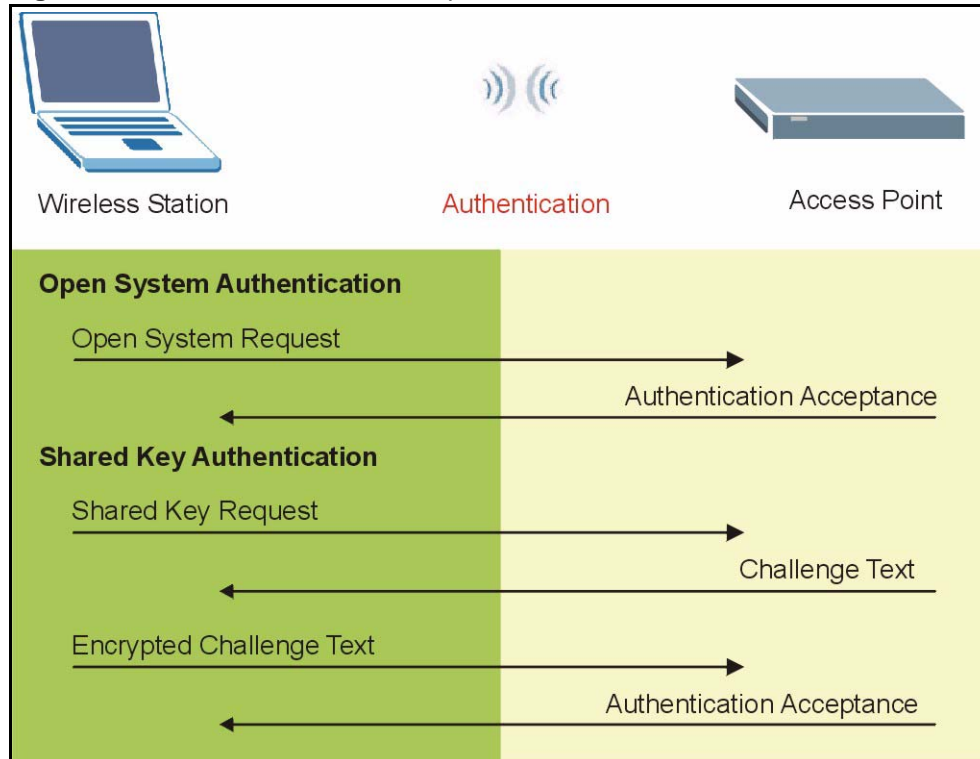 Wireless Station
Authentication
Access Point
Open System Authentication
Open System Request
Authentication Acceptance
Shared Key Authentication
Shared Key Request
Challenge Text
Encrypted Challenge Text
Authentication Acceptance